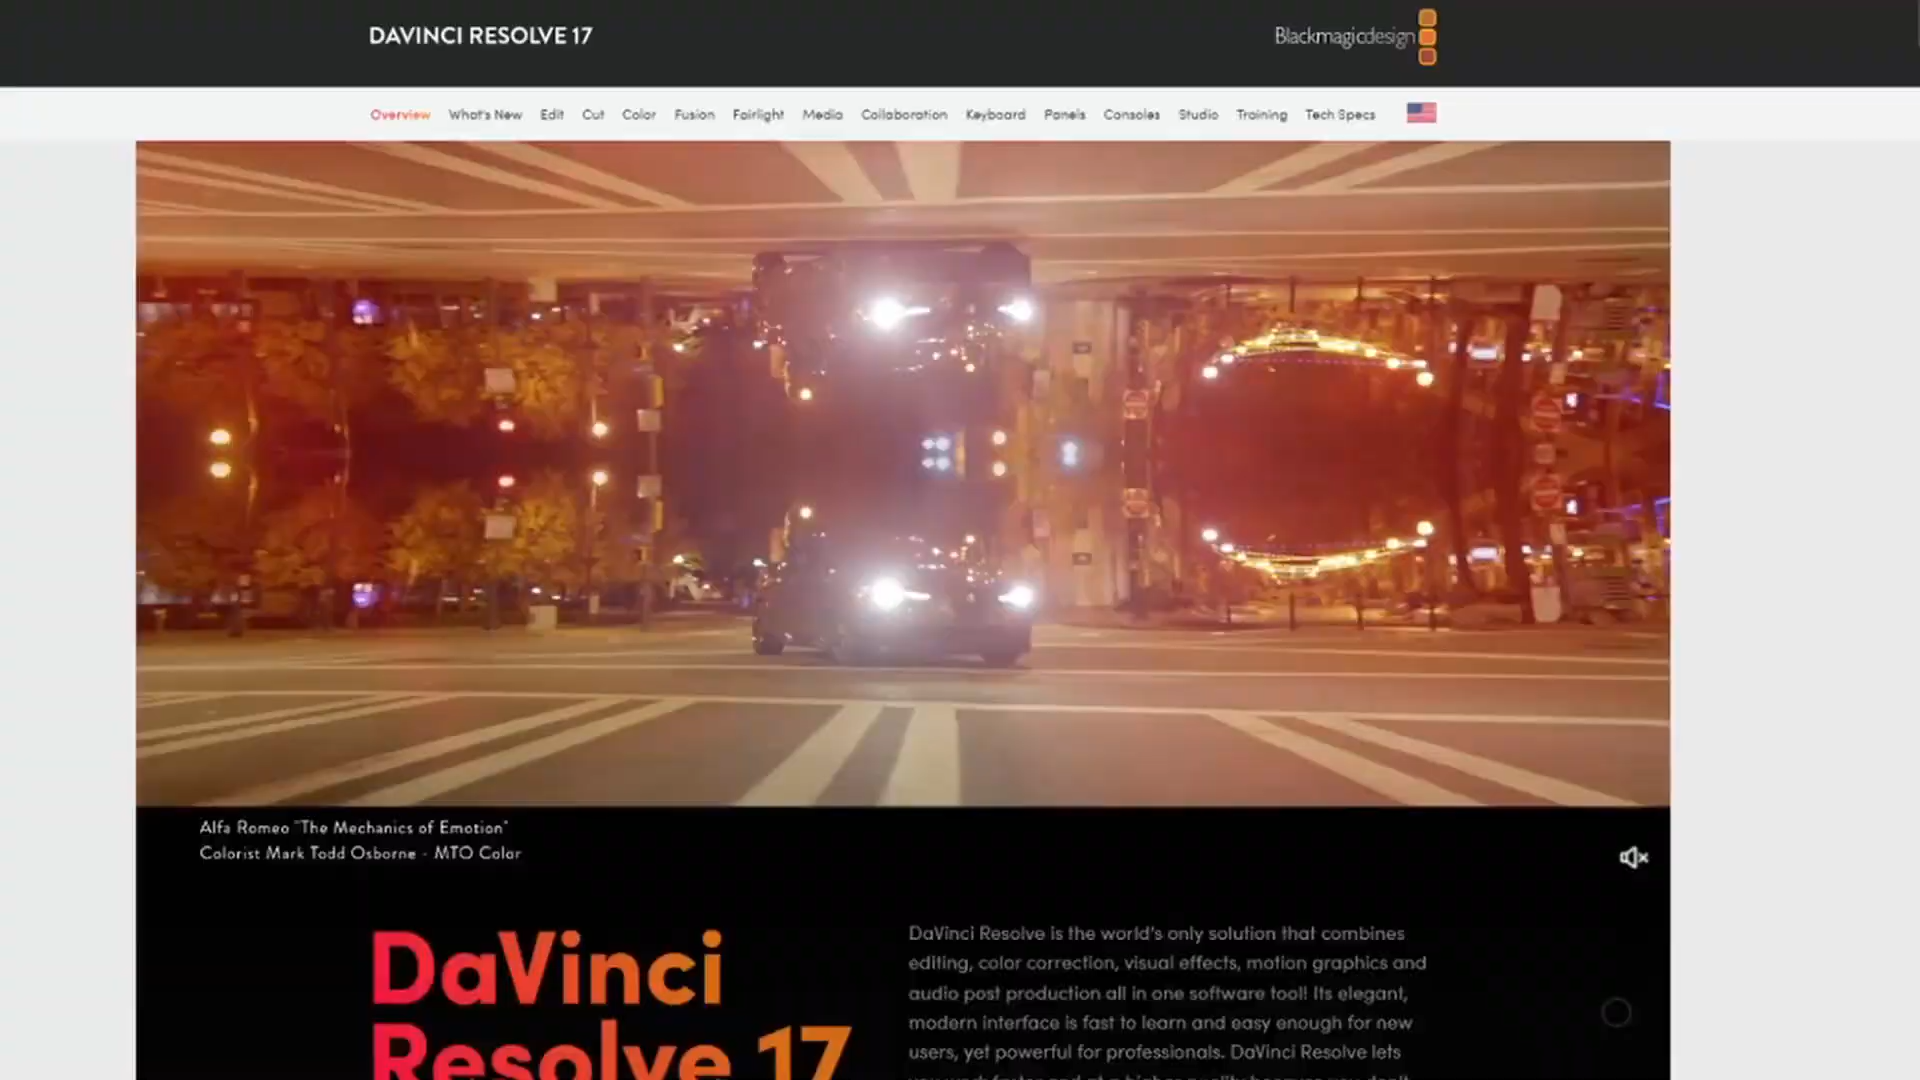 DAVINCI RESOLVE 17
Blackmagicdesign
Overview What's New Edit Cut Color Fusion Fairlight Media Collaboration Keyboard Panels Consoles Studio Training Tech Specs
Alfa Romeo "The Mechanics of Emotion"
Colorist Mark Todd Osborne - MTO Color
DaVinci
Resolve 17
DaVinci Resolve is the world's only solution that combines
editing, color correction, visual effects, motion graphics and
audio post production all in one software tool! Its elegant,
modern interface is fast to learn and easy enough for new
users, yet powerful for professionals. DaVinci Resolve lets